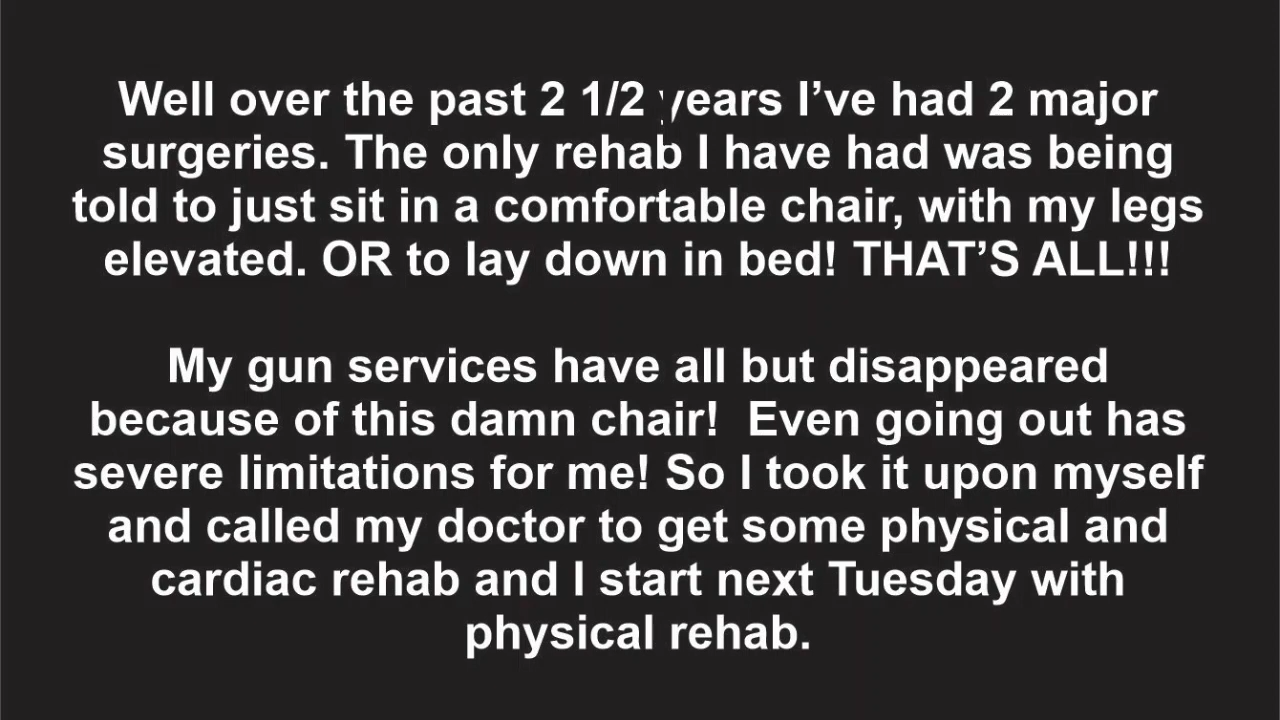 Well over the past 2 1/2 years I’ve had 2 major
surgeries. The only rehab I have had was being
told to just sit in a comfortable chair, with my legs
elevated. OR to lay down in bed! THAT’S ALL!!!
My gun services have all but disappeared
because of this damn chair!  Even going out has
severe limitations for me! So I took it upon myself
and called my doctor to get some physical and
cardiac rehab and I start next Tuesday with
physical rehab.